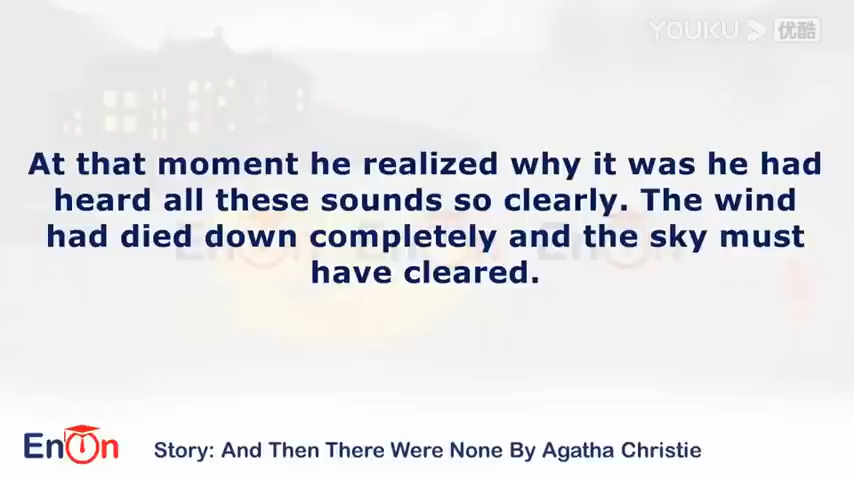 YOUKU 优酷
At that moment he realized why it was he had
heard all these sounds so clearly. The wind
had died down completely and the sky must
have cleared.
EnOn
Story: And Then There Were None By Agatha Christie